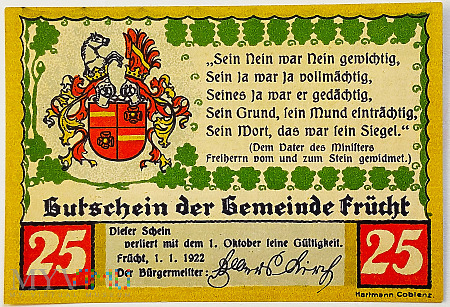 „Sein Nein war Nein gewichtig,
Sein Ja war Ja vollmächtig,
Seines Ja war er gedächtig,
Sein Grund, sein Mund einträchtig,
Sein Wort, das war sein Siegel.“
(Dem Vater des Ministers
Freiherrn vom und zum Stein gewidmet.)
Gutschein der Gemeinde Frücht
25
Dieser Schein
verliert mit dem 1. Oktober seine Gültigkeit.
Frücht, 1. 1. 1922
Der Bürgermeister:
25
Hartmann Coblenz.